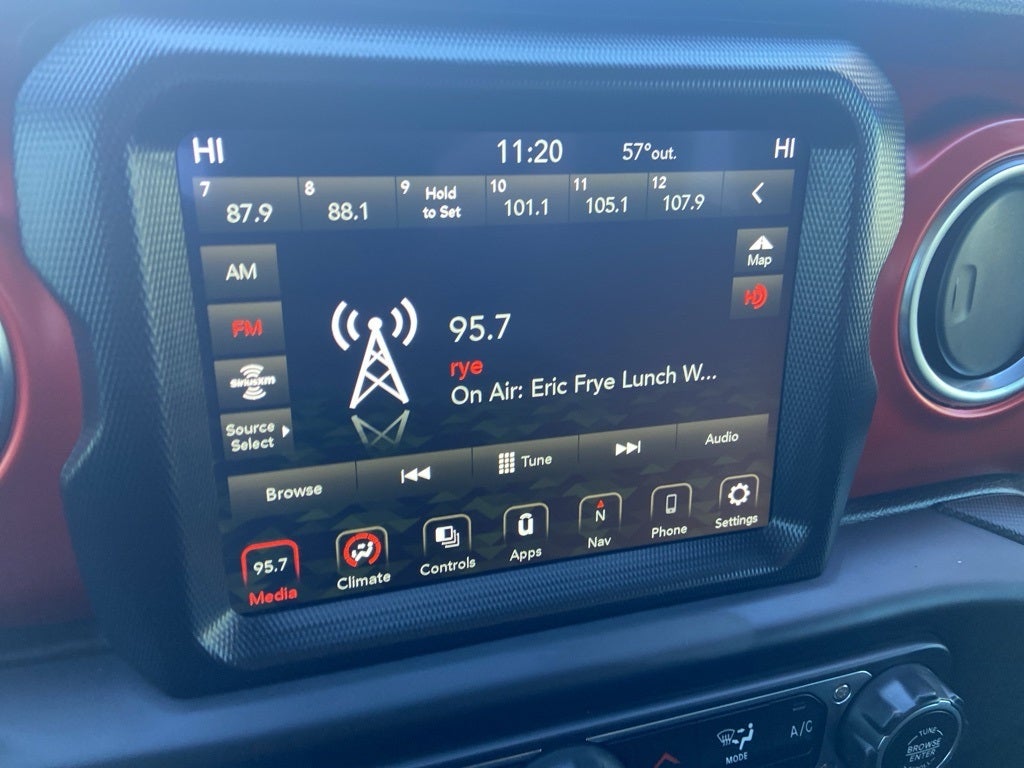 HI 11:20 57°out. HI
7 87.9
8 88.1
9 Hold
to Set
10 101.1
11 105.1
12 107.9
AM
FM
SiriusXM
Source
Select
Map
HD
95.7
rye
On Air: Eric Frye Lunch W...
Browse Tune Audio
95.7 Media
Climate
Controls
u Apps
N Nav
Phone
Settings
MODE
A/C
TUNE
BROWSE
ENTER